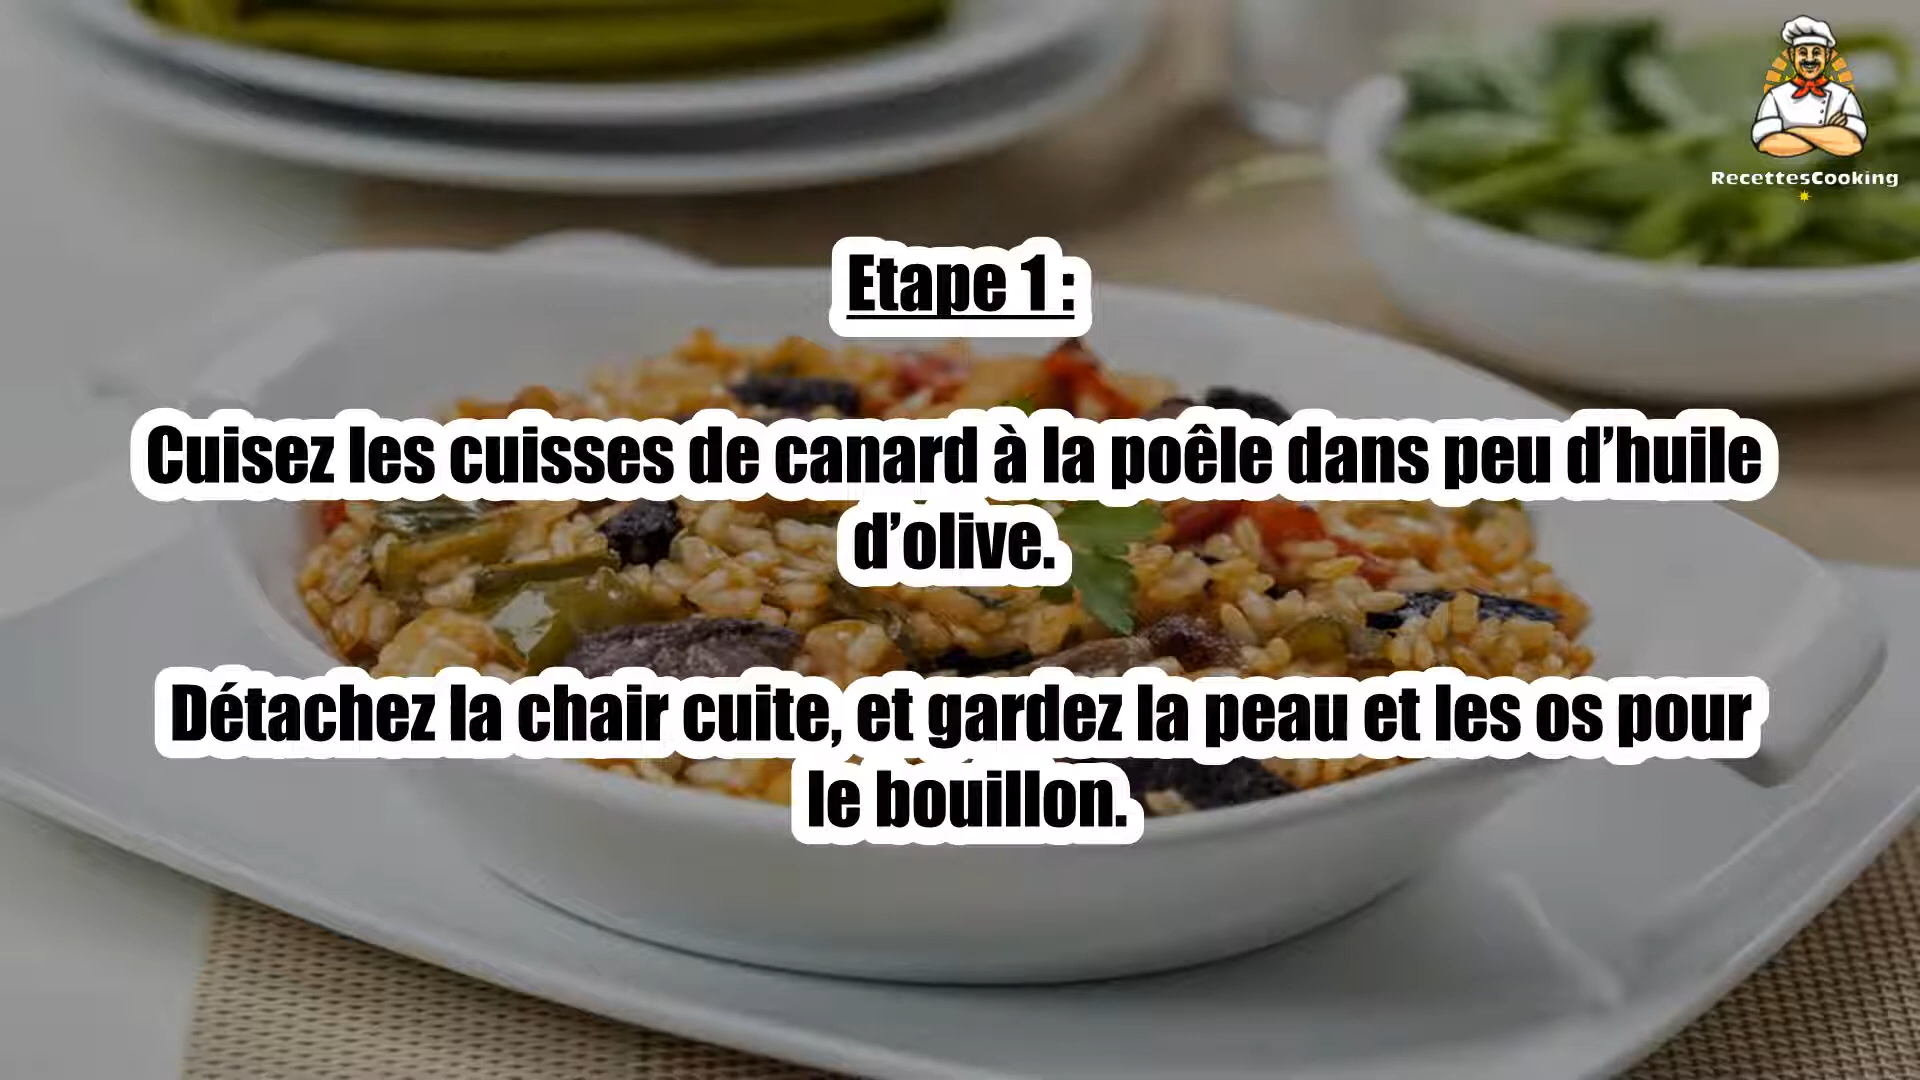 RecettesCooking
Etape 1 :
Cuisez les cuisses de canard à la poêle dans peu d’huile
d’olive.
Détachez la chair cuite, et gardez la peau et les os pour
le bouillon.